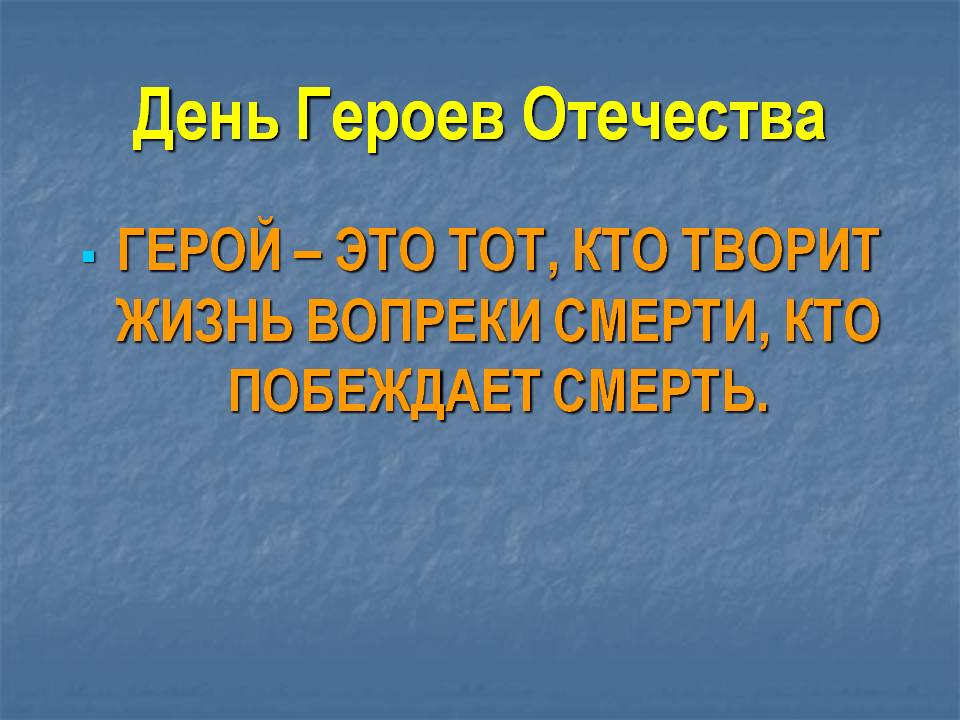 День Героев Отечества
▪ ГЕРОЙ – ЭТО ТОТ, КТО ТВОРИТ
ЖИЗНЬ ВОПРЕКИ СМЕРТИ, КТО
ПОБЕЖДАЕТ СМЕРТЬ.